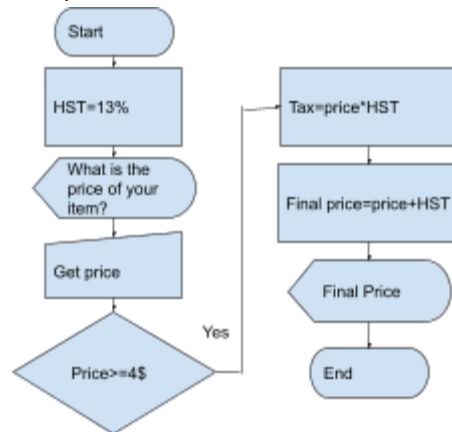 Start
HST=13%
What is the
price of your
item?
Get price
Price>=4$
Yes
Tax=price*HST
Final price=price+HST
Final Price
End